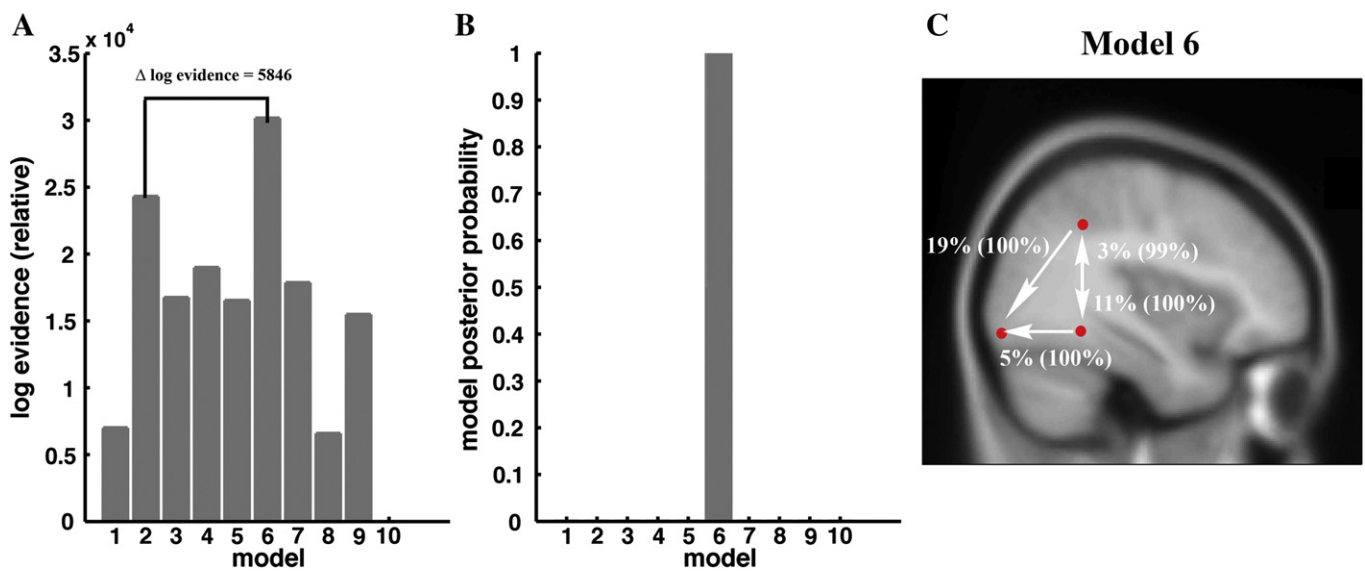 A
x 10⁴
3.5
3
2.5
2
1.5
1
0.5
0
log evidence (relative)
Δ log evidence = 5846
1 2 3 4 5 6 7 8 9 10
model
B
1
0.9
0.8
0.7
0.6
0.5
0.4
0.3
0.2
0.1
0
model posterior probability
1 2 3 4 5 6 7 8 9 10
model
C
Model 6
19% (100%)
3% (99%)
11% (100%)
5% (100%)